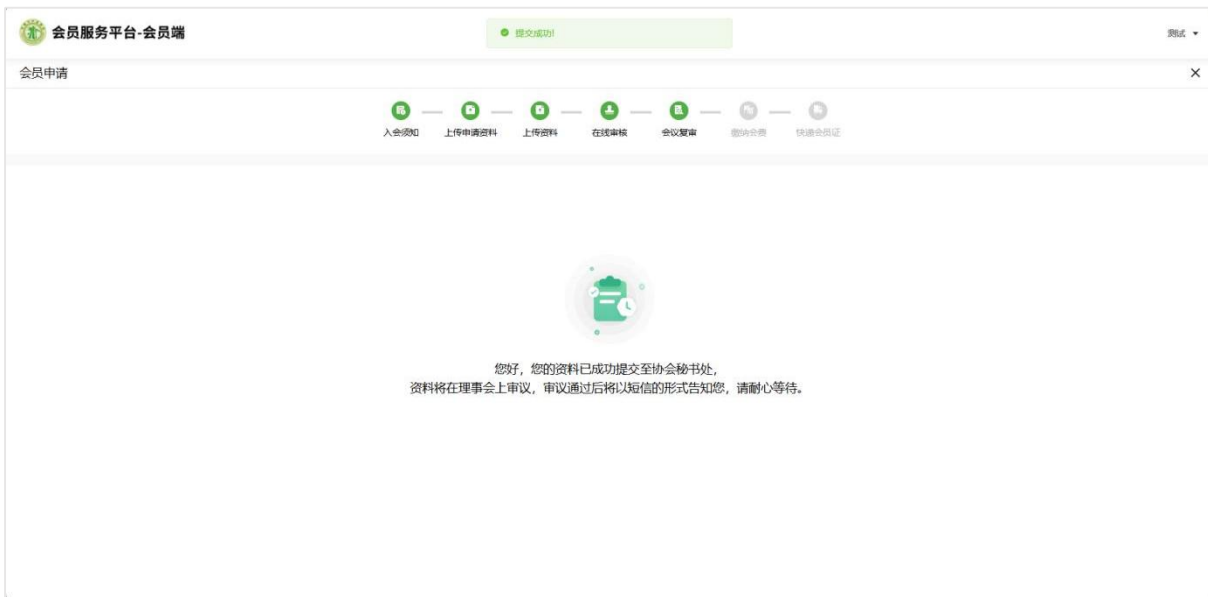 会员服务平台-会员端
提交成功!
测试
会员申请
入会须知
上传申请资料
上传资料
在线审核
会议复审
缴纳会费
快递会员证
您好，您的资料已成功提交至协会秘书处，
资料将在理事会上审议，审议通过后将以短信的形式告知您，请耐心等待。